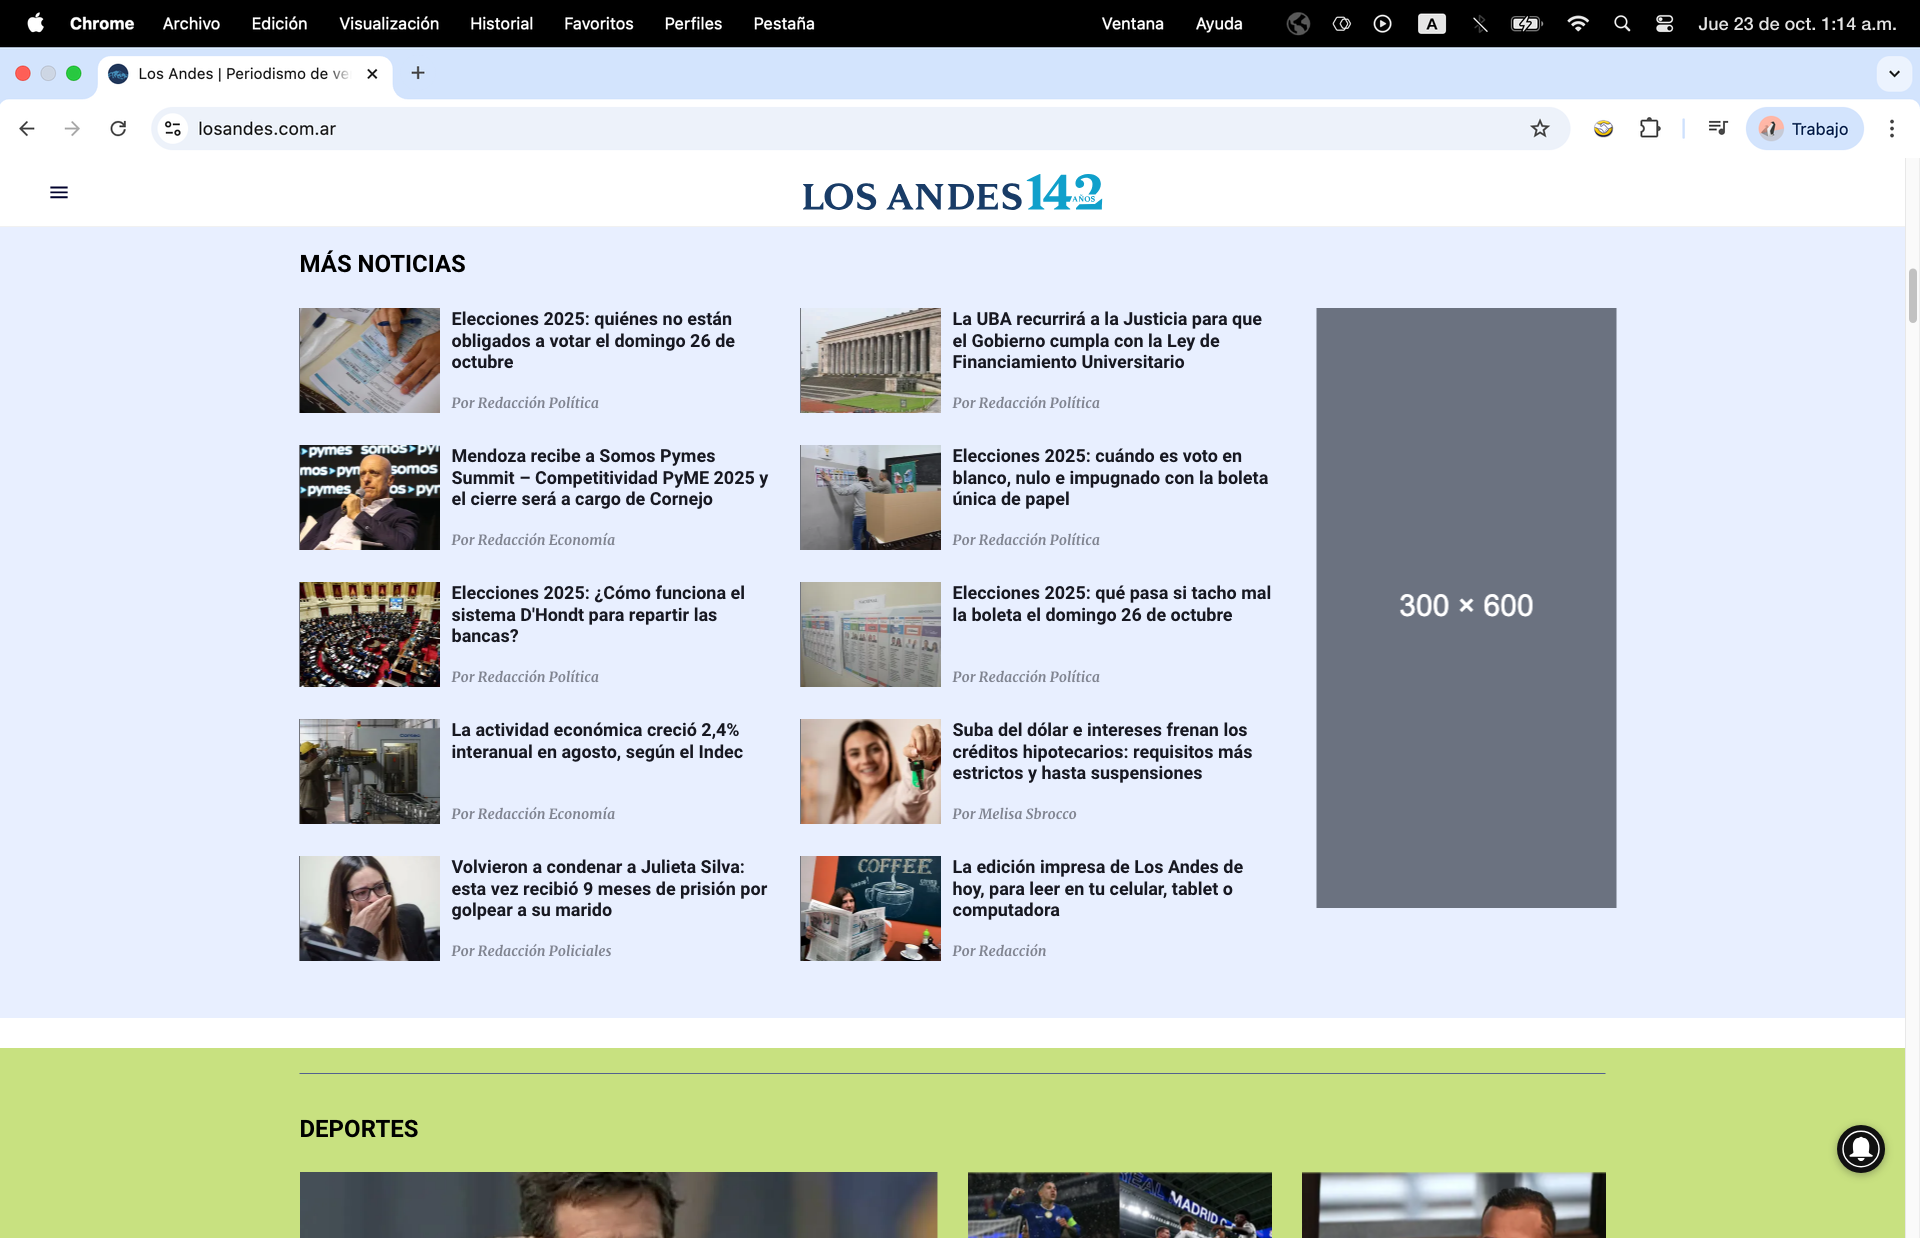 Chrome Archivo Edición Visualización Historial Favoritos Perfiles Pestaña Ventana Ayuda A Jue 23 de oct. 1:14 a.m.
Los Andes | Periodismo de ve
losandes.com.ar
Trabajo
LOS ANDES 142 AÑOS
MÁS NOTICIAS
Elecciones 2025: quiénes no están
obligados a votar el domingo 26 de
octubre
Por Redacción Política
La UBA recurrirá a la Justicia para que
el Gobierno cumpla con la Ley de
Financiamiento Universitario
Por Redacción Política
Mendoza recibe a Somos Pymes
Summit – Competitividad PyME 2025 y
el cierre será a cargo de Cornejo
Por Redacción Economía
Elecciones 2025: cuándo es voto en
blanco, nulo e impugnado con la boleta
única de papel
Por Redacción Política
Elecciones 2025: ¿Cómo funciona el
sistema D'Hondt para repartir las
bancas?
Por Redacción Política
Elecciones 2025: qué pasa si tacho mal
la boleta el domingo 26 de octubre
Por Redacción Política
La actividad económica creció 2,4%
interanual en agosto, según el Indec
Por Redacción Economía
Suba del dólar e intereses frenan los
créditos hipotecarios: requisitos más
estrictos y hasta suspensiones
Por Melisa Sbrocco
Volvieron a condenar a Julieta Silva:
esta vez recibió 9 meses de prisión por
golpear a su marido
Por Redacción Policiales
COFFEE
La edición impresa de Los Andes de
hoy, para leer en tu celular, tablet o
computadora
Por Redacción
300 × 600
DEPORTES